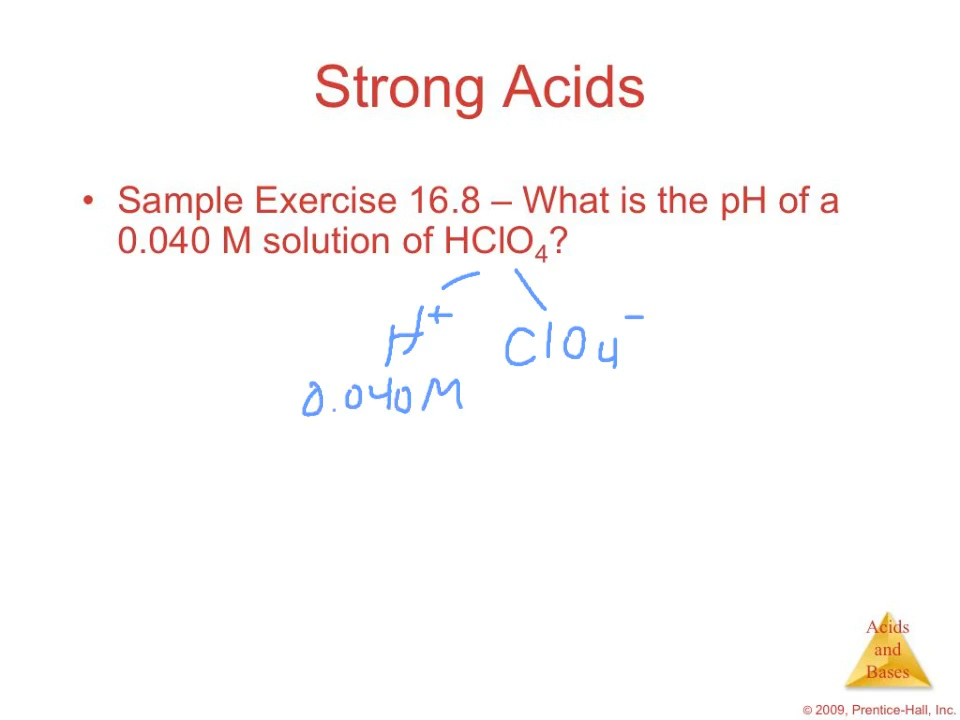 Strong Acids
• Sample Exercise 16.8 – What is the pH of a
0.040 M solution of HClO₄?
H⁺ ClO₄⁻
0.040 M
Acids
and
Bases
© 2009, Prentice-Hall, Inc.